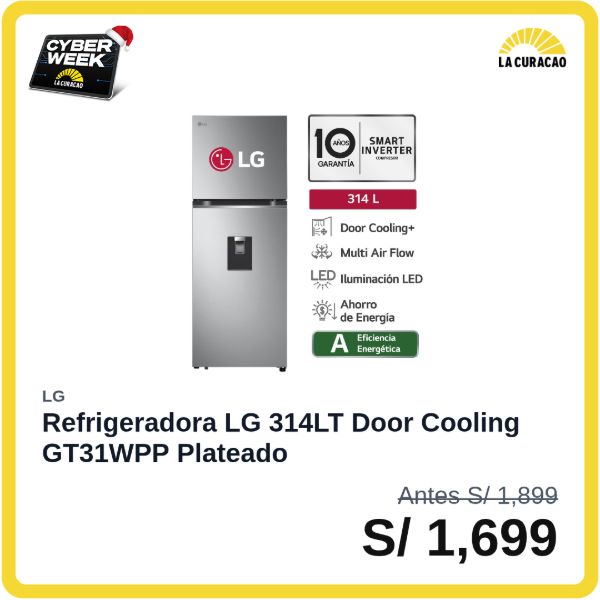 CYBER
WEEK
LA CURACAO
LA CURACAO
LG
10
AÑOS
GARANTÍA
SMART
INVERTER
COMPRESOR
314 L
Door Cooling+
Multi Air Flow
LED Iluminación LED
Ahorro
de Energía
A Eficiencia
Energética
LG
Refrigeradora LG 314LT Door Cooling
GT31WPP Plateado
Antes S/ 1,899
S/ 1,699